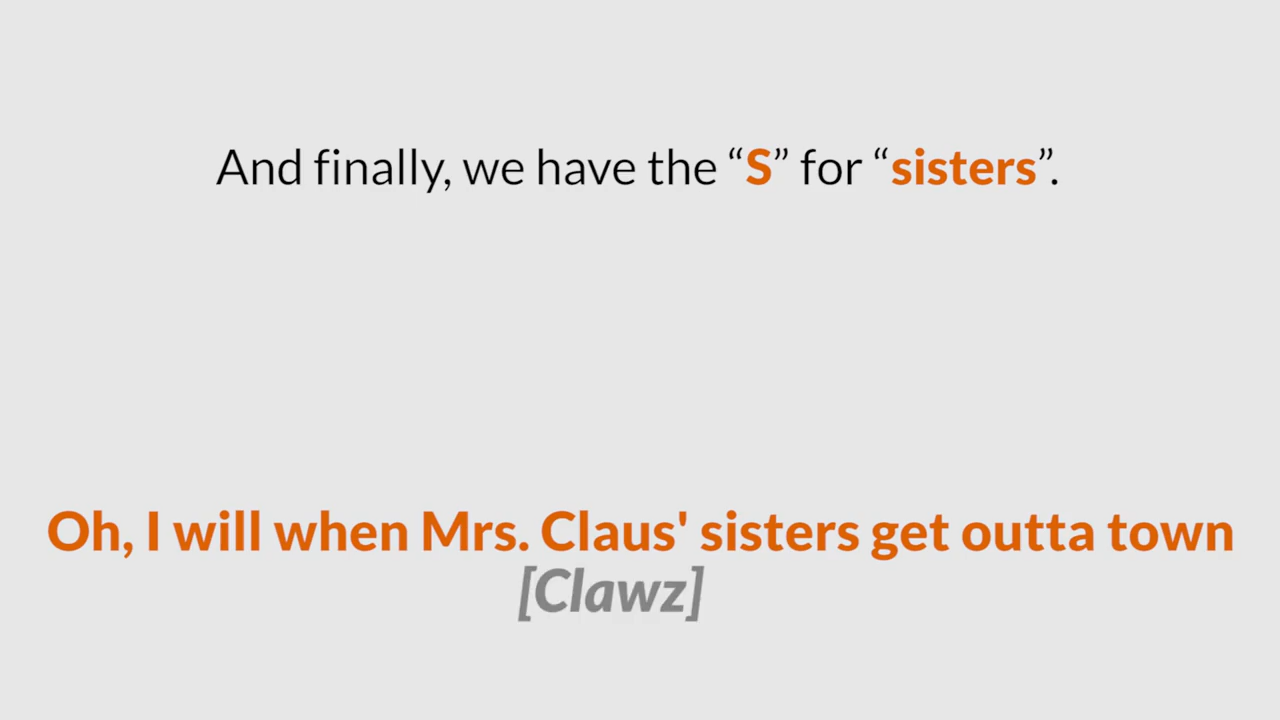 And finally, we have the “S” for “sisters”.
Oh, I will when Mrs. Claus' sisters get outta town
[Clawz]